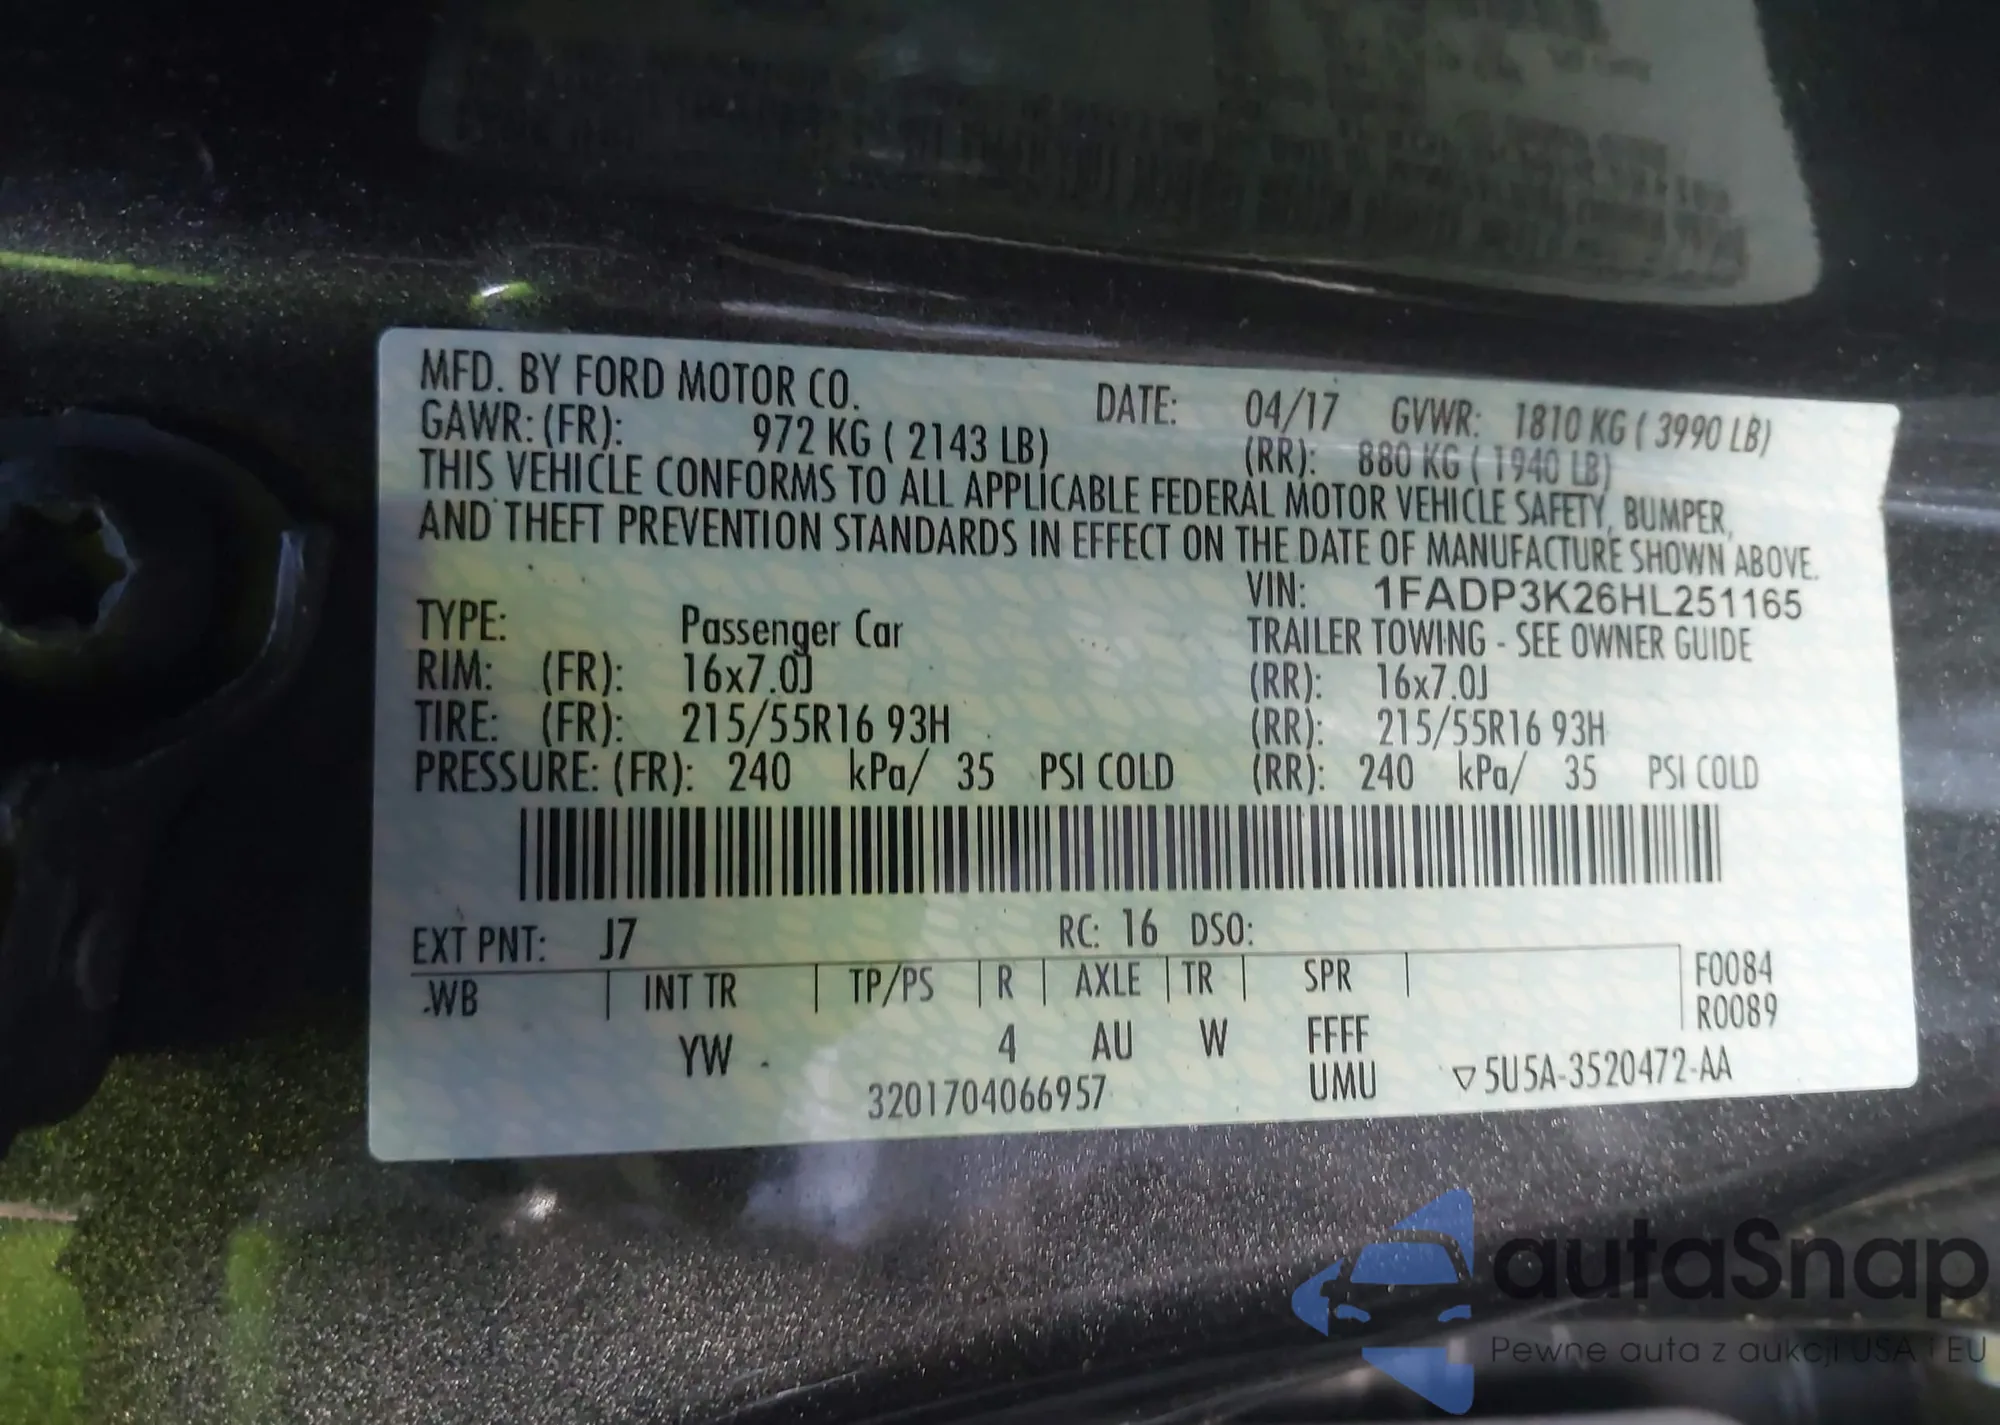 MFD. BY FORD MOTOR CO. DATE: 04/17 GVWR: 1810 KG ( 3990 LB)
GAWR: (FR): 972 KG ( 2143 LB) (RR): 880 KG ( 1940 LB)
THIS VEHICLE CONFORMS TO ALL APPLICABLE FEDERAL MOTOR VEHICLE SAFETY, BUMPER,
AND THEFT PREVENTION STANDARDS IN EFFECT ON THE DATE OF MANUFACTURE SHOWN ABOVE.
VIN: 1FADP3K26HL251165
TYPE: Passenger Car TRAILER TOWING - SEE OWNER GUIDE
RIM: (FR): 16x7.0J (RR): 16x7.0J
TIRE: (FR): 215/55R16 93H (RR): 215/55R16 93H
PRESSURE: (FR): 240 kPa/ 35 PSI COLD (RR): 240 kPa/ 35 PSI COLD
EXT PNT: J7 RC: 16 DSO:
WB | INT TR | TP/PS | R | AXLE | TR | SPR | F0084
R0089
YW 4 AU W FFFF
3201704066957 UMU ▽5U5A-3520472-AA
autaSnap
Pewne auta z aukcji USA i EU